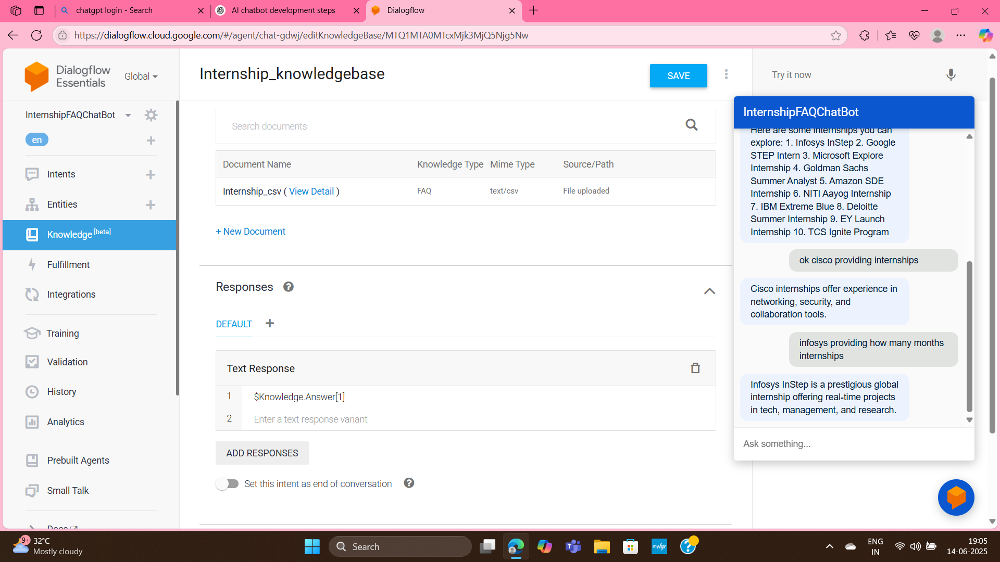 chatgpt login - Search
AI chatbot development steps
Dialogflow
https://dialogflow.cloud.google.com/#/agent/chat-gdwj/editKnowledgeBase/MTQ1MTA0MTcxMjk3MjQ5Njg5Nw
Dialogflow
Essentials
Global
InternshipFAQChatBot
en
Intents
Entities
Knowledge [beta]
Fulfillment
Integrations
Training
Validation
History
Analytics
Prebuilt Agents
Small Talk
Docs
Internship_knowledgebase
SAVE
Search documents
Document Name Knowledge Type Mime Type Source/Path
Internship_csv ( View Detail ) FAQ text/csv File uploaded
+ New Document
Responses
DEFAULT
Text Response
1 $Knowledge.Answer[1]
2 Enter a text response variant
ADD RESPONSES
Set this intent as end of conversation
Try it now
InternshipFAQChatBot
Here are some internships you can
explore: 1. Infosys InStep 2. Google
STEP Intern 3. Microsoft Explore
Internship 4. Goldman Sachs
Summer Analyst 5. Amazon SDE
Internship 6. NITI Aayog Internship
7. IBM Extreme Blue 8. Deloitte
Summer Internship 9. EY Launch
Internship 10. TCS Ignite Program
ok cisco providing internships
Cisco internships offer experience in
networking, security, and
collaboration tools.
infosys providing how many months
internships
Infosys InStep is a prestigious global
internship offering real-time projects
in tech, management, and research.
Ask something...
9+
32°C
Mostly cloudy
Search
myhp
ENG
IN
19:05
14-06-2025